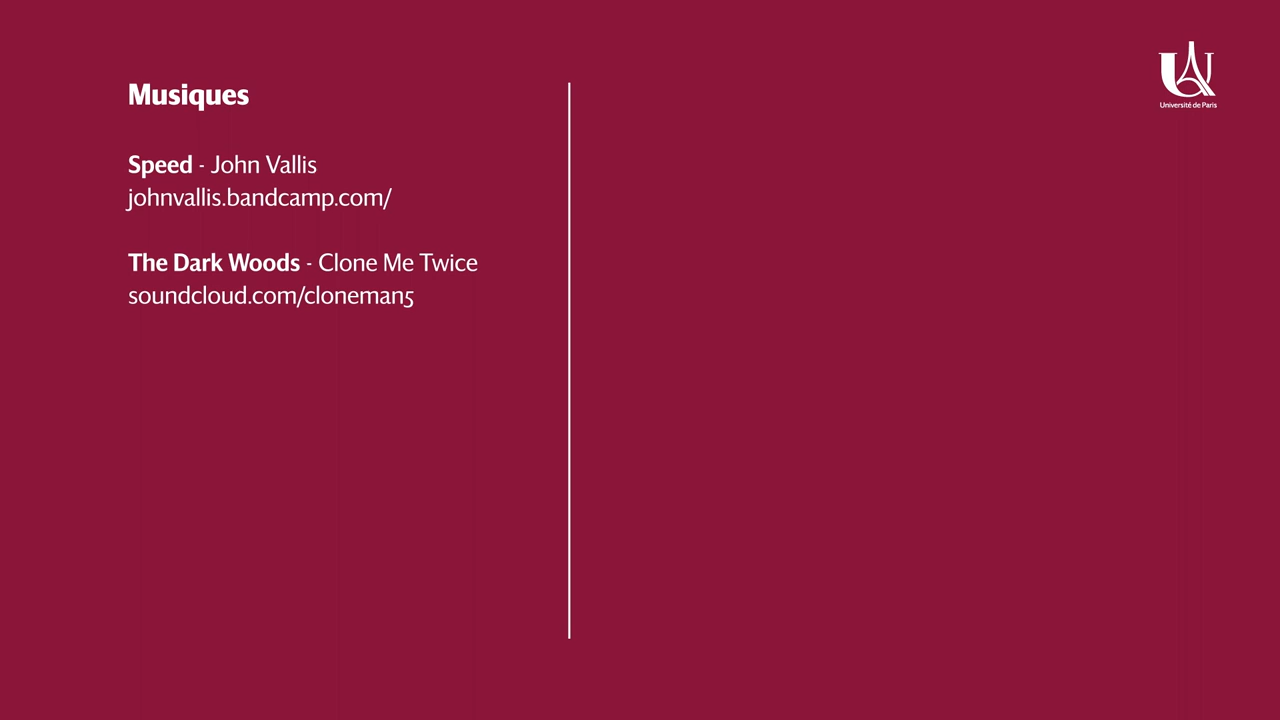 Musiques
Speed - John Vallis
johnvallis.bandcamp.com/
The Dark Woods - Clone Me Twice
soundcloud.com/cloneman5
Université de Paris